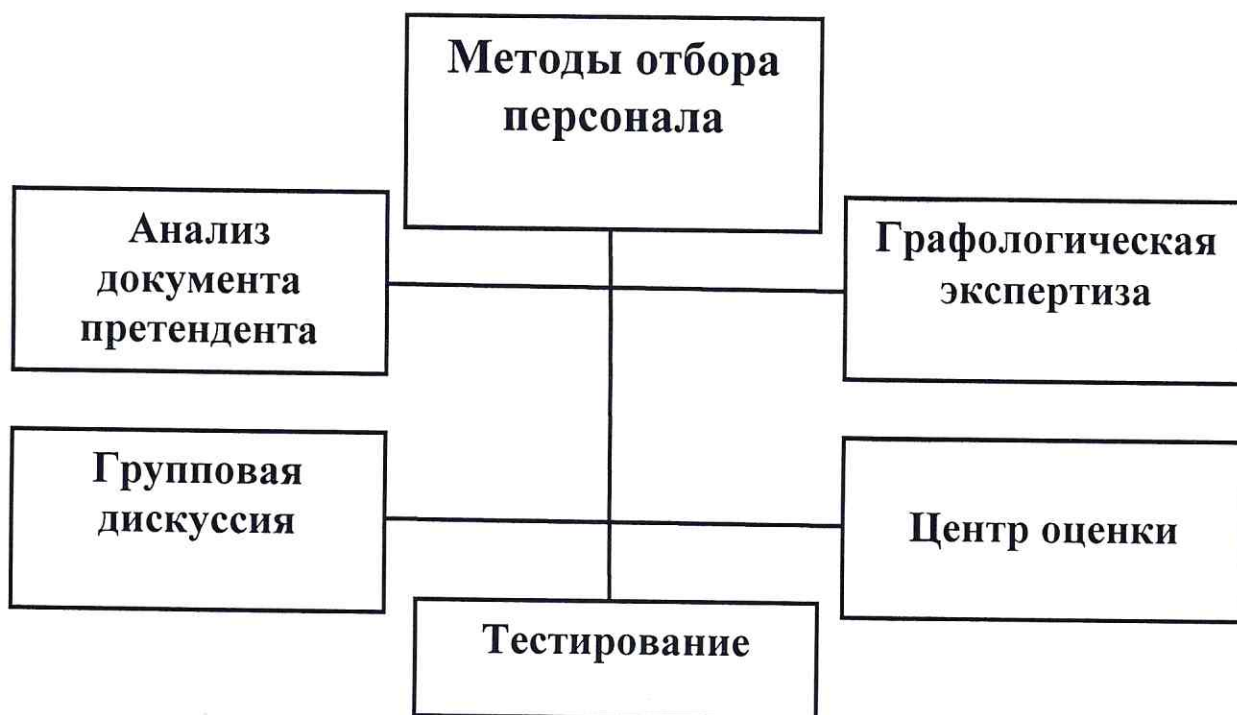 Методы отбора
персонала
Анализ
документа
претендента
Графологическая
экспертиза
Групповая
дискуссия
Центр оценки
Тестирование